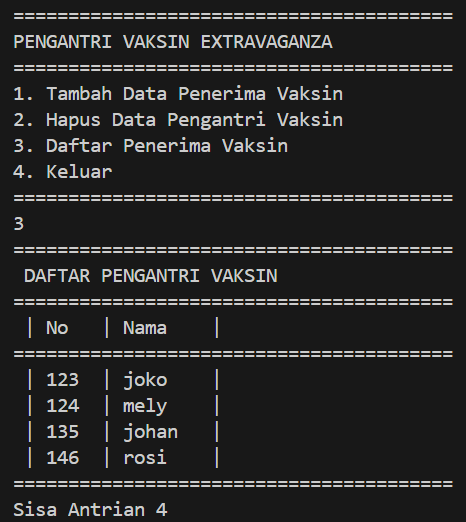 ========================================
PENGANTRI VAKSIN EXTRAVAGANZA
========================================
1. Tambah Data Penerima Vaksin
2. Hapus Data Pengantri Vaksin
3. Daftar Penerima Vaksin
4. Keluar
========================================
3
========================================
 DAFTAR PENGANTRI VAKSIN
========================================
 | No   | Nama    |
========================================
 | 123  | joko    |
 | 124  | mely    |
 | 135  | johan   |
 | 146  | rosi    |
========================================
Sisa Antrian 4